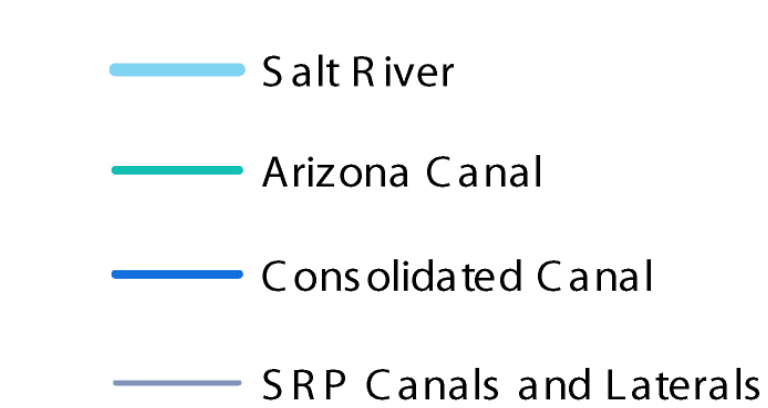 Salt River
Arizona Canal
Consolidated Canal
SRP Canals and Laterals